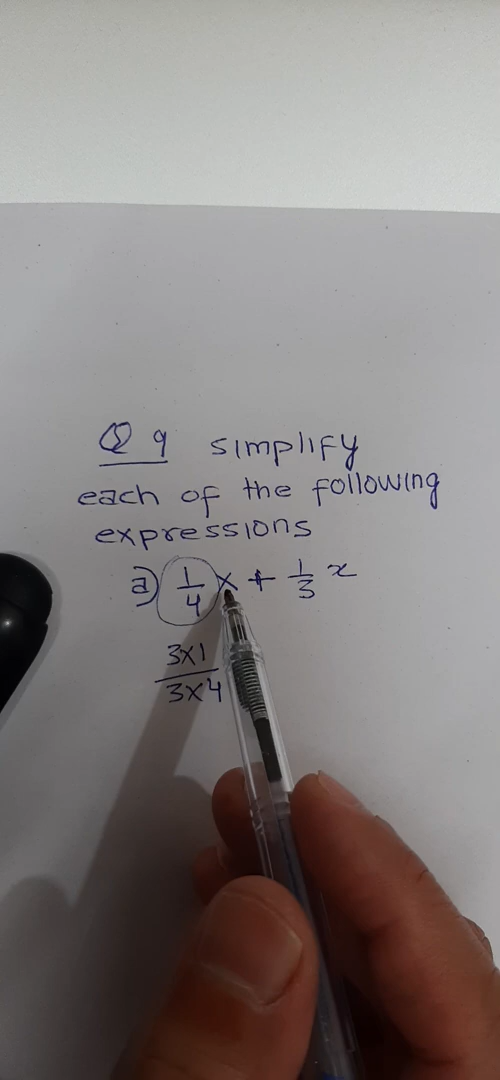 Q 9 simplify
each of the following
expressions
a) 1/4 x + 1/3 x
3x1/3x4